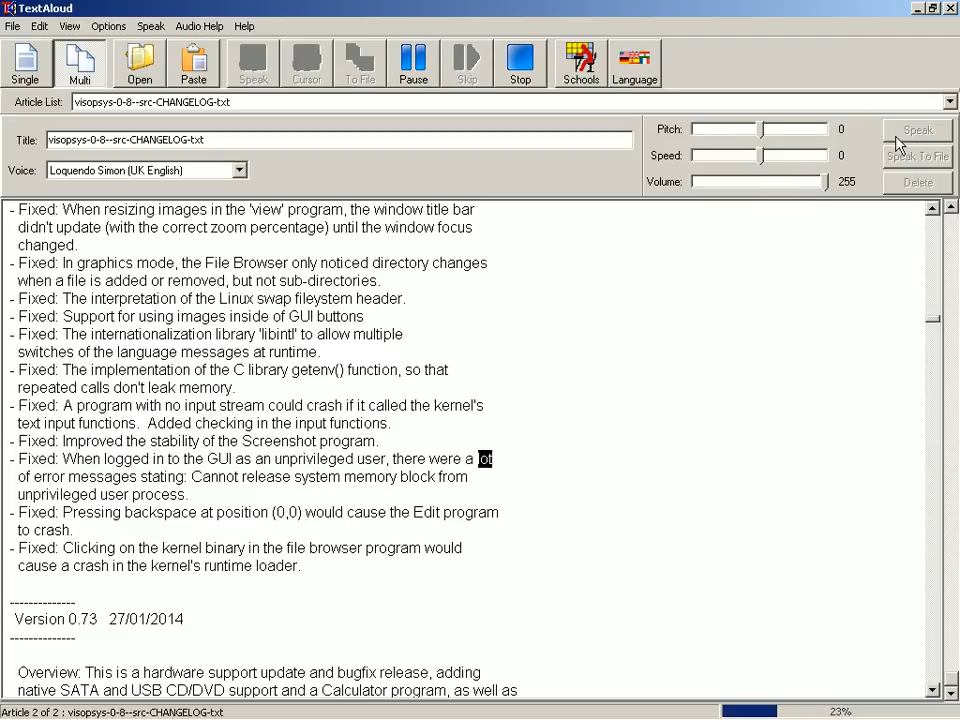 TextAloud
File Edit View Options Speak Audio Help Help
Single Multi Open Paste Speak Cursor To File Pause Skip Stop Schools Language
Article List: visopsys-0-8--src-CHANGELOG-txt
Title: visopsys-0-8--src-CHANGELOG-txt
Voice: Loquendo Simon (UK English)
Pitch: 0
Speed: 0
Volume: 255
Speak
Speak To File
Delete
- Fixed: When resizing images in the 'view' program, the window title bar
didn't update (with the correct zoom percentage) until the window focus
changed.
- Fixed: In graphics mode, the File Browser only noticed directory changes
when a file is added or removed, but not sub-directories.
- Fixed: The interpretation of the Linux swap fileystem header.
- Fixed: Support for using images inside of GUI buttons
- Fixed: The internationalization library 'libintl' to allow multiple
switches of the language messages at runtime.
- Fixed: The implementation of the C library getenv() function, so that
repeated calls don't leak memory.
- Fixed: A program with no input stream could crash if it called the kernel's
text input functions.  Added checking in the input functions.
- Fixed: Improved the stability of the Screenshot program.
- Fixed: When logged in to the GUI as an unprivileged user, there were a lot
of error messages stating: Cannot release system memory block from
unprivileged user process.
- Fixed: Pressing backspace at position (0,0) would cause the Edit program
to crash.
- Fixed: Clicking on the kernel binary in the file browser program would
cause a crash in the kernel's runtime loader.
--------------
Version 0.73   27/01/2014
--------------
Overview: This is a hardware support update and bugfix release, adding
native SATA and USB CD/DVD support and a Calculator program, as well as
Article 2 of 2 : visopsys-0-8--src-CHANGELOG-txt
23%